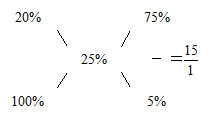 20% 75%
25% — = 15/1
100% 5%